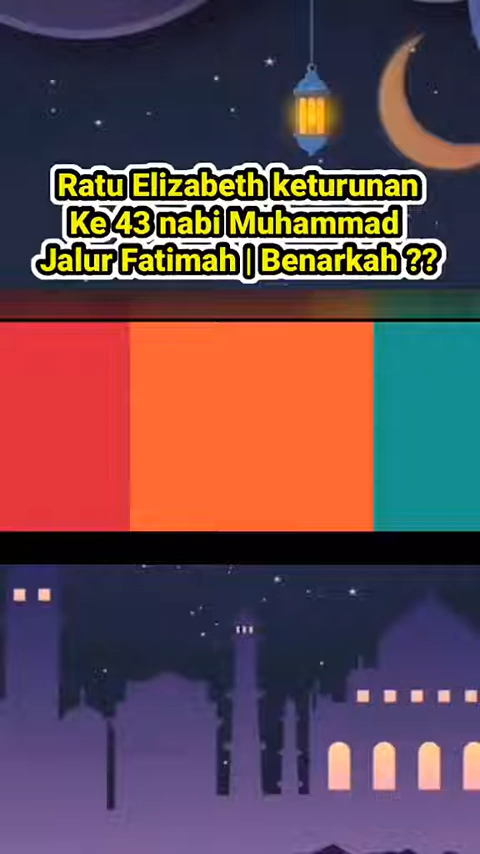 Ratu Elizabeth keturunan
Ke 43 nabi Muhammad
Jalur Fatimah | Benarkah ??